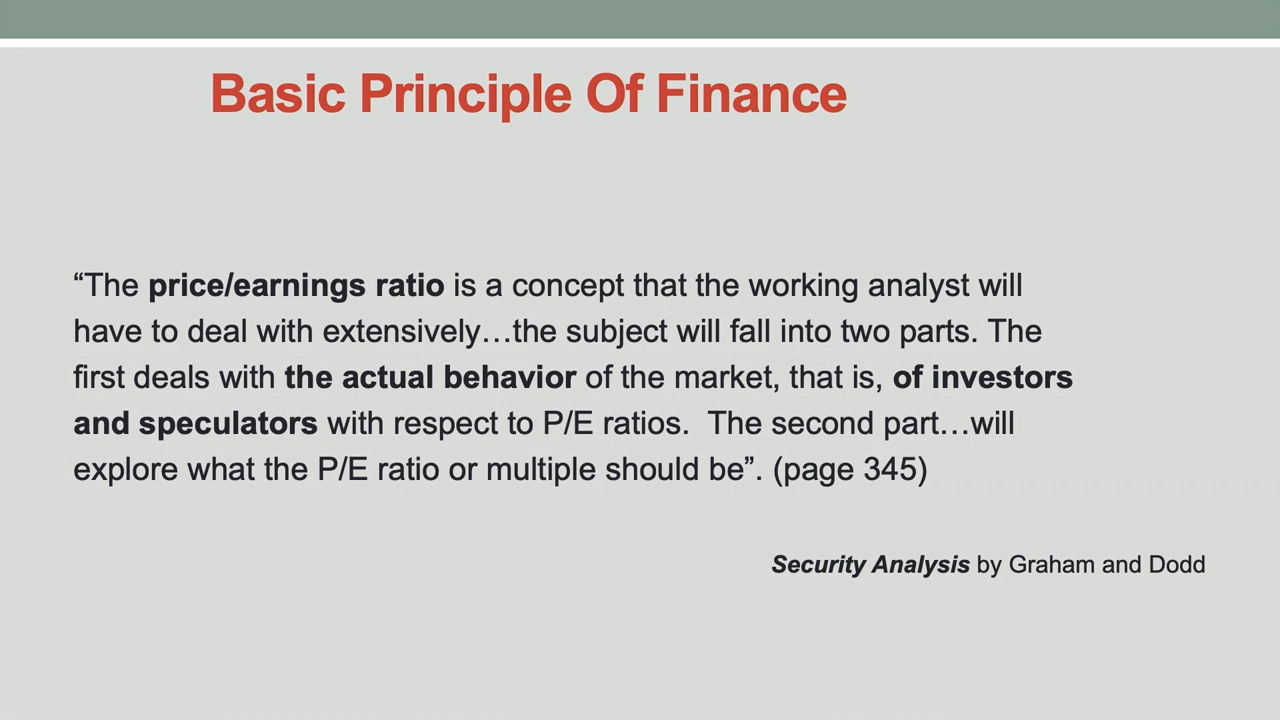 Basic Principle Of Finance
“The price/earnings ratio is a concept that the working analyst will
have to deal with extensively…the subject will fall into two parts. The
first deals with the actual behavior of the market, that is, of investors
and speculators with respect to P/E ratios.  The second part…will
explore what the P/E ratio or multiple should be”. (page 345)
Security Analysis by Graham and Dodd